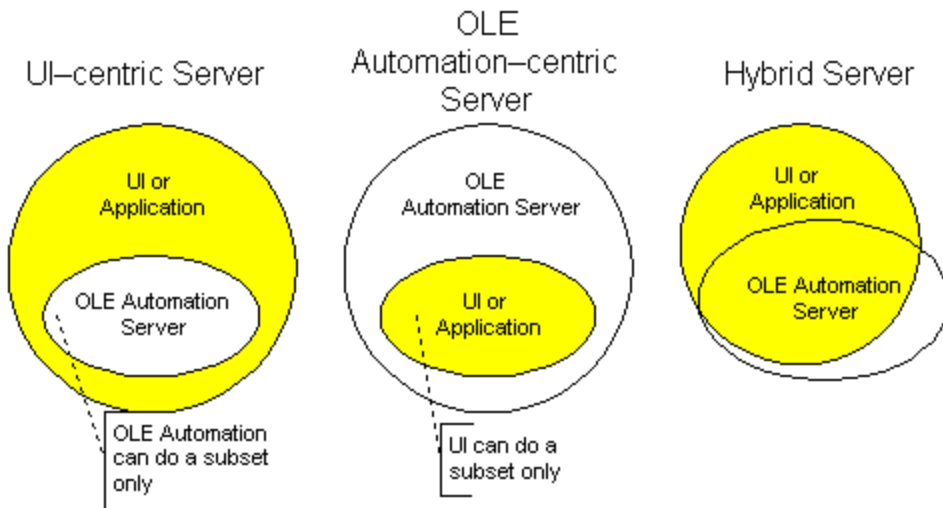 UI–centric Server
OLE
Automation–centric
Server
Hybrid Server
UI or
Application
OLE Automation
Server
OLE Automation
can do a subset
only
OLE
Automation Server
UI or
Application
UI can do a
subset only
UI or
Application
OLE Automation
Server